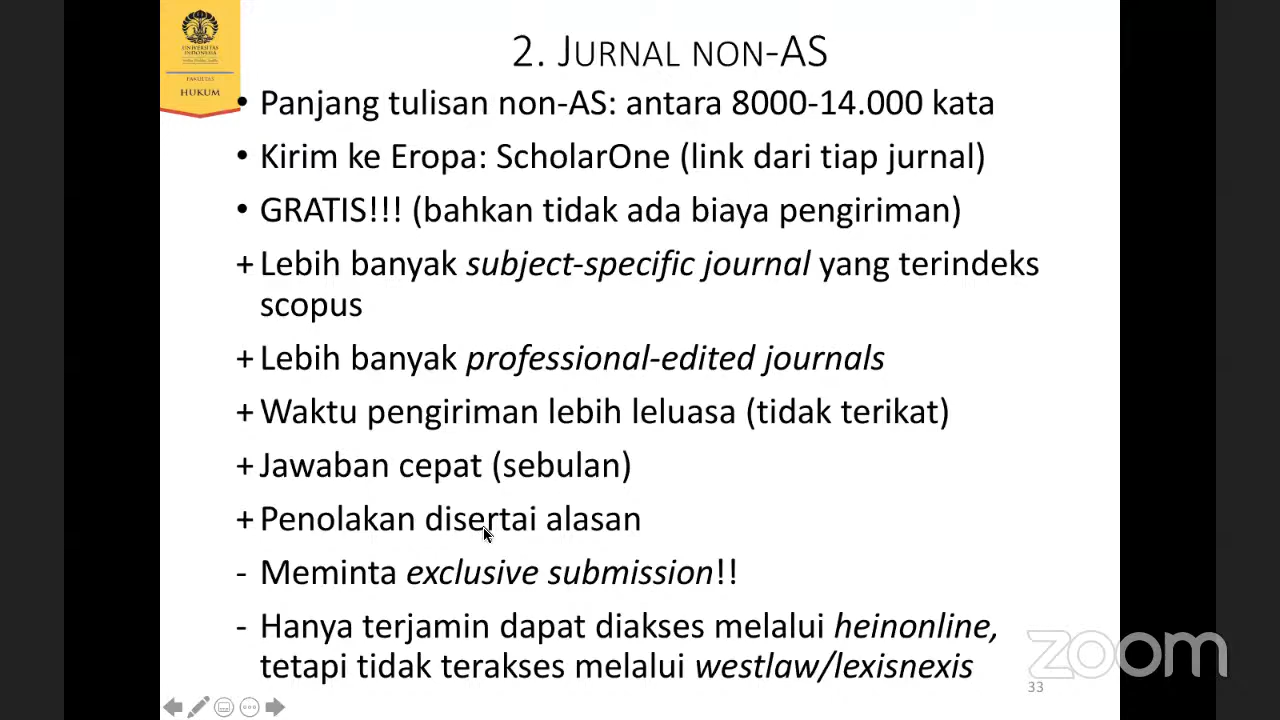 UNIVERSITAS
INDONESIA
FAKULTAS
HUKUM
2. JURNAL NON-AS
• Panjang tulisan non-AS: antara 8000-14.000 kata
• Kirim ke Eropa: ScholarOne (link dari tiap jurnal)
• GRATIS!!! (bahkan tidak ada biaya pengiriman)
+ Lebih banyak subject-specific journal yang terindeks
scopus
+ Lebih banyak professional-edited journals
+ Waktu pengiriman lebih leluasa (tidak terikat)
+ Jawaban cepat (sebulan)
+ Penolakan disertai alasan
- Meminta exclusive submission!!
- Hanya terjamin dapat diakses melalui heinonline,
tetapi tidak terakses melalui westlaw/lexisnexis
zoom
33